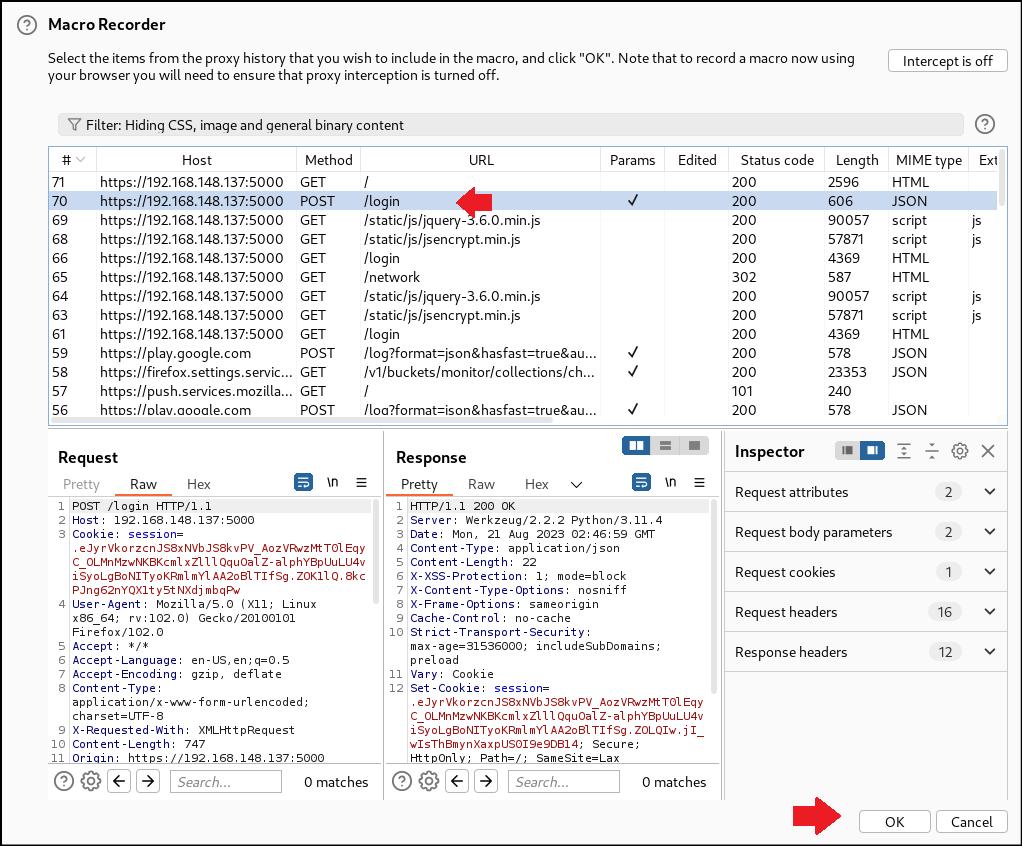 Macro Recorder
Select the items from the proxy history that you wish to include in the macro, and click "OK". Note that to record a macro now using
your browser you will need to ensure that proxy interception is turned off.
Intercept is off
Filter: Hiding CSS, image and general binary content
# Host Method URL Params Edited Status code Length MIME type Ext
71 https://192.168.148.137:5000 GET / 200 2596 HTML
70 https://192.168.148.137:5000 POST /login ✓ 200 606 JSON
69 https://192.168.148.137:5000 GET /static/js/jquery-3.6.0.min.js 200 90057 script js
68 https://192.168.148.137:5000 GET /static/js/jsencrypt.min.js 200 57871 script js
66 https://192.168.148.137:5000 GET /login 200 4369 HTML
65 https://192.168.148.137:5000 GET /network 302 587 HTML
64 https://192.168.148.137:5000 GET /static/js/jquery-3.6.0.min.js 200 90057 script js
63 https://192.168.148.137:5000 GET /static/js/jsencrypt.min.js 200 57871 script js
61 https://192.168.148.137:5000 GET /login 200 4369 HTML
59 https://play.google.com POST /log?format=json&hasfast=true&au... ✓ 200 578 JSON
58 https://firefox.settings.servic... GET /v1/buckets/monitor/collections/ch... ✓ 200 23353 JSON
57 https://push.services.mozilla... GET / 101 240
56 https://play.google.com POST /log?format=json&hasfast=true&au... ✓ 200 578 JSON
Request
Pretty Raw Hex \n
1 POST /login HTTP/1.1
2 Host: 192.168.148.137:5000
3 Cookie: session=
.eJyrVkorzcnJS8xNVbJS8kvPV_AozVRwzMtT0lEqy
C_OLMnMzwNKBKcmlxZlllQquOalZ-alphYBpUuLU4v
iSyoLgBoNITyoKRmlmYlAA2oBlTIfSg.ZOK1lQ.8kc
PJng62nYQX1ty5tNXdjmbqPw
4 User-Agent: Mozilla/5.0 (X11; Linux
x86_64; rv:102.0) Gecko/20100101
Firefox/102.0
5 Accept: */*
6 Accept-Language: en-US,en;q=0.5
7 Accept-Encoding: gzip, deflate
8 Content-Type:
application/x-www-form-urlencoded;
charset=UTF-8
9 X-Requested-With: XMLHttpRequest
10 Content-Length: 747
11 Origin: https://192.168.148.137:5000
Search...
0 matches
Response
Pretty Raw Hex \n
1 HTTP/1.1 200 OK
2 Server: Werkzeug/2.2.2 Python/3.11.4
3 Date: Mon, 21 Aug 2023 02:46:59 GMT
4 Content-Type: application/json
5 Content-Length: 22
6 X-XSS-Protection: 1; mode=block
7 X-Content-Type-Options: nosniff
8 X-Frame-Options: sameorigin
9 Cache-Control: no-cache
10 Strict-Transport-Security:
max-age=31536000; includeSubDomains;
preload
11 Vary: Cookie
12 Set-Cookie: session=
.eJyrVkorzcnJS8xNVbJS8kvPV_AozVRwzMtT0lEqy
C_OLMnMzwNKBKcmlxZlllQquOalZ-alphYBpUuLU4v
iSyoLgBoNITyoKRmlmYlAA2oBlTIfSg.ZOLQIw.jI_
wIsThBmynXaxpUS0I9e9DB14; Secure;
HttpOnly; Path=/; SameSite=Lax
Search...
0 matches
Inspector
Request attributes 2
Request body parameters 2
Request cookies 1
Request headers 16
Response headers 12
OK
Cancel